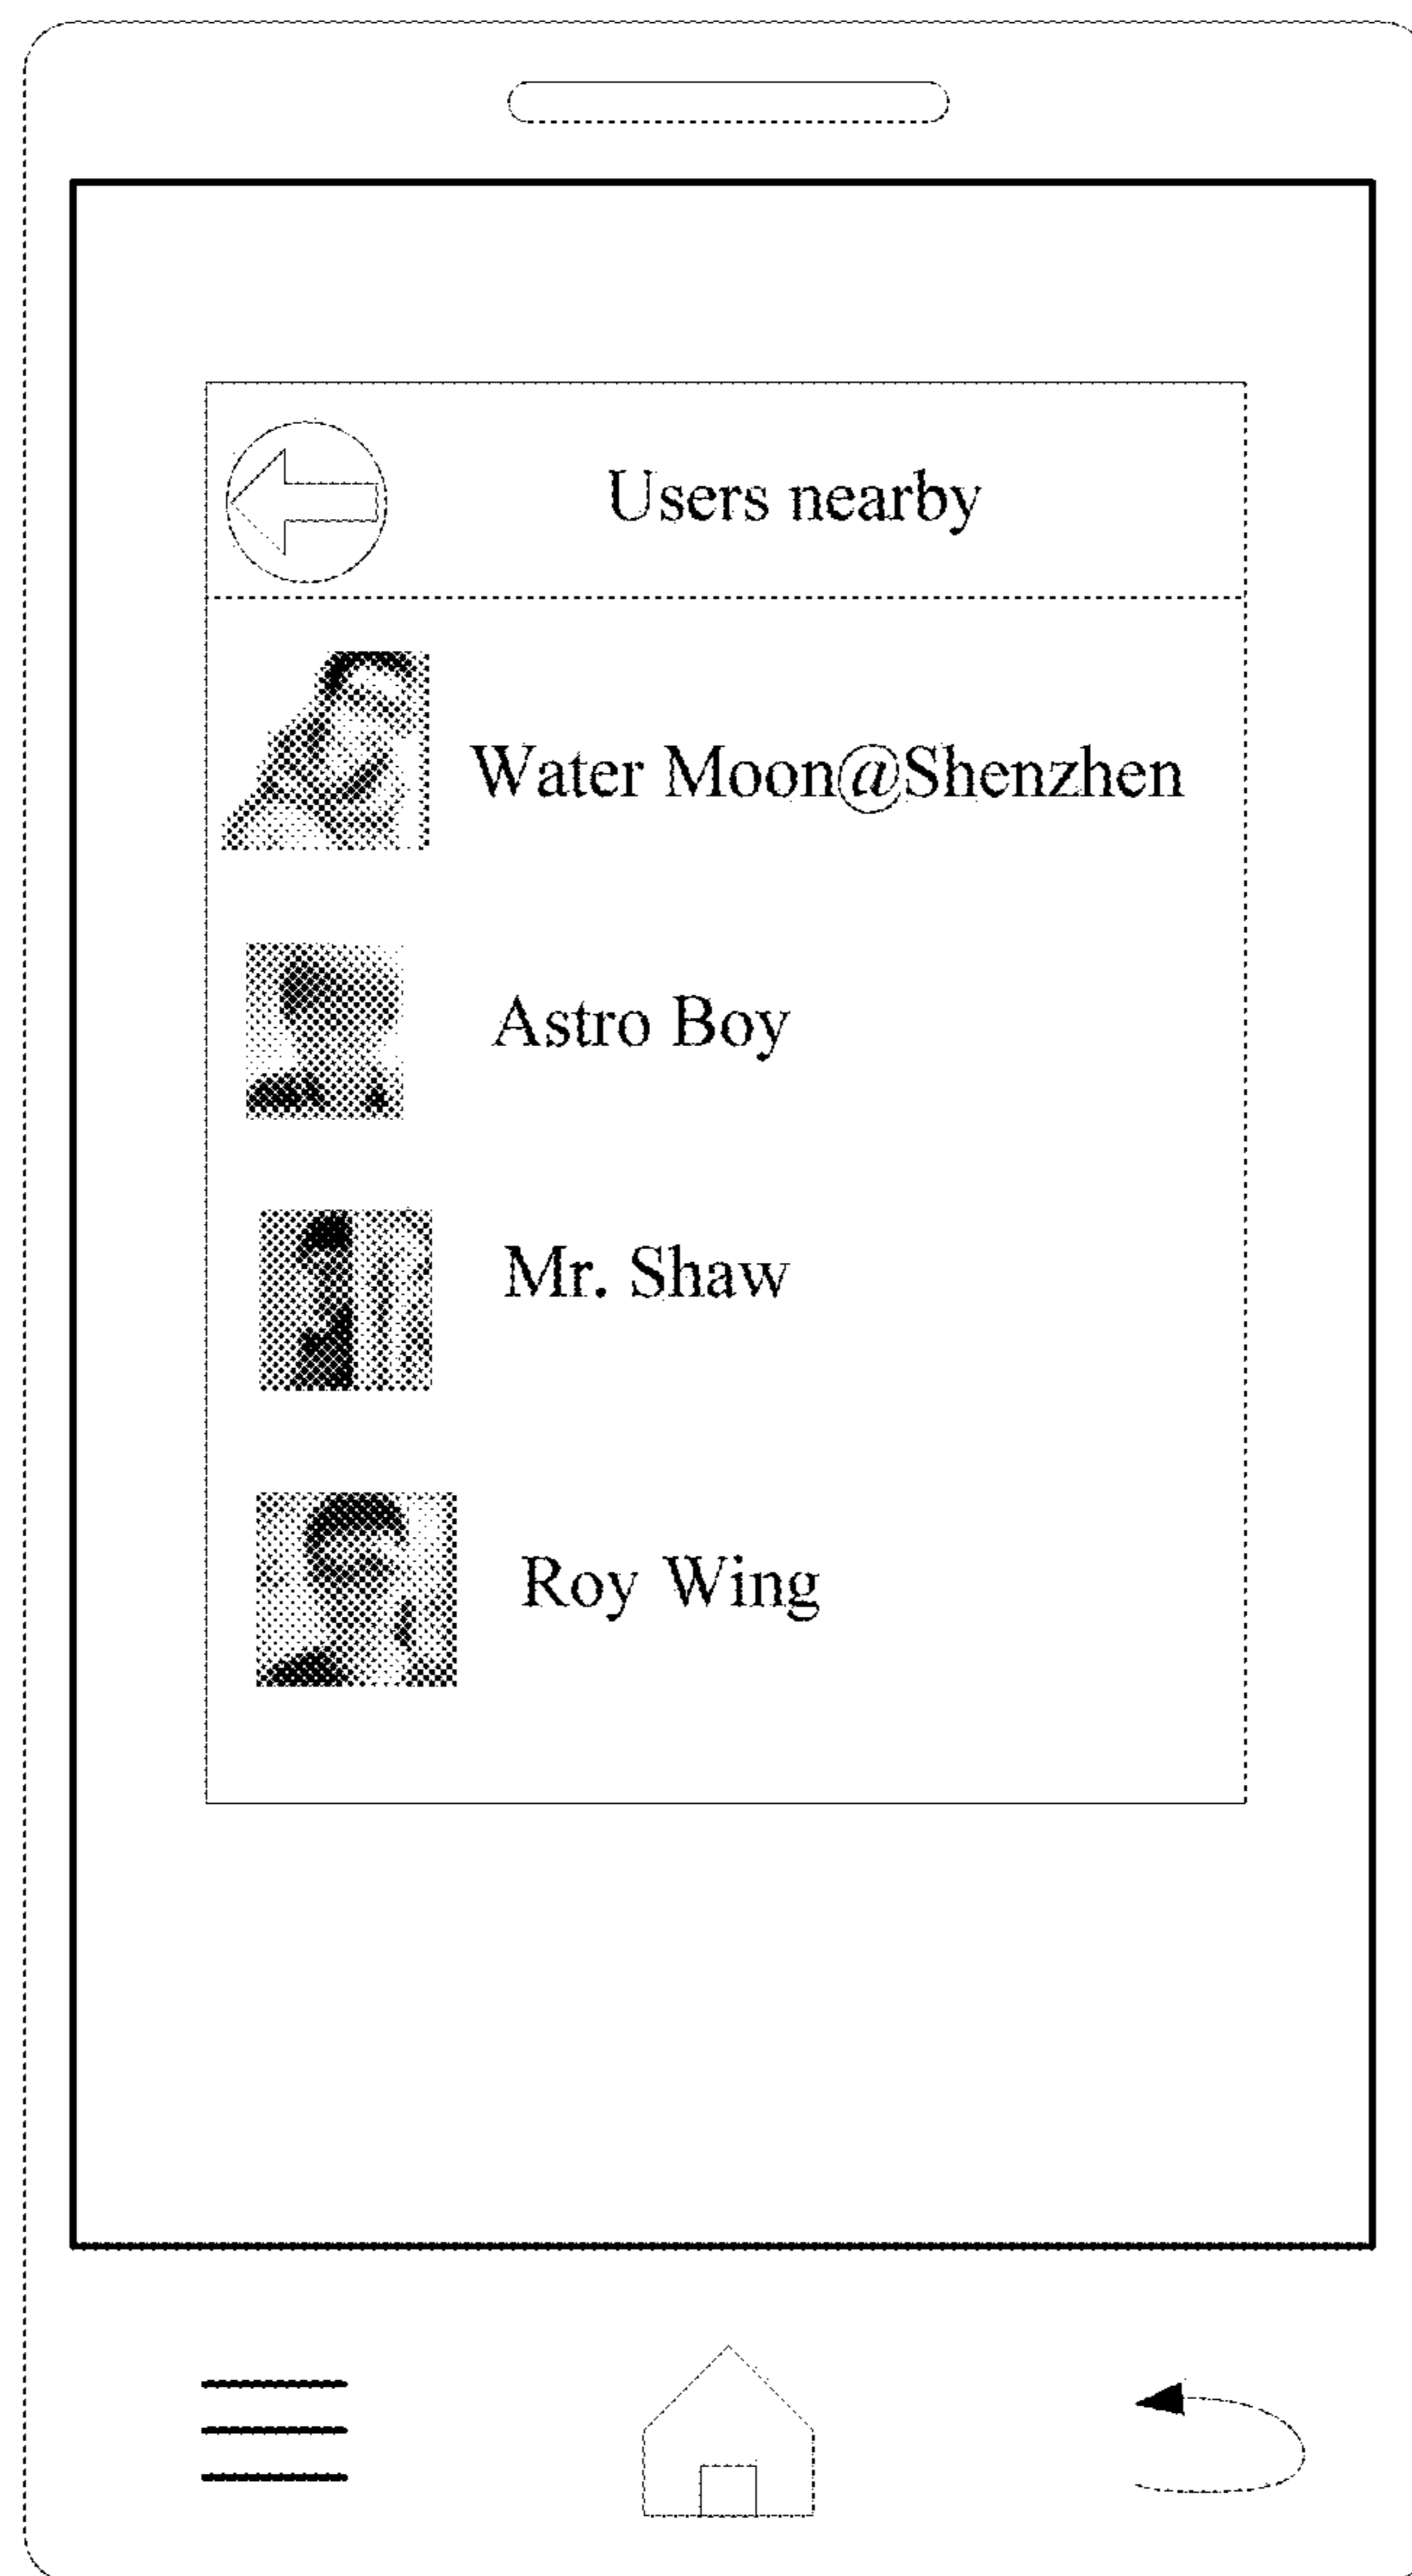 Users nearby
Water Moon@Shenzhen
Astro Boy
Mr. Shaw
Roy Wing